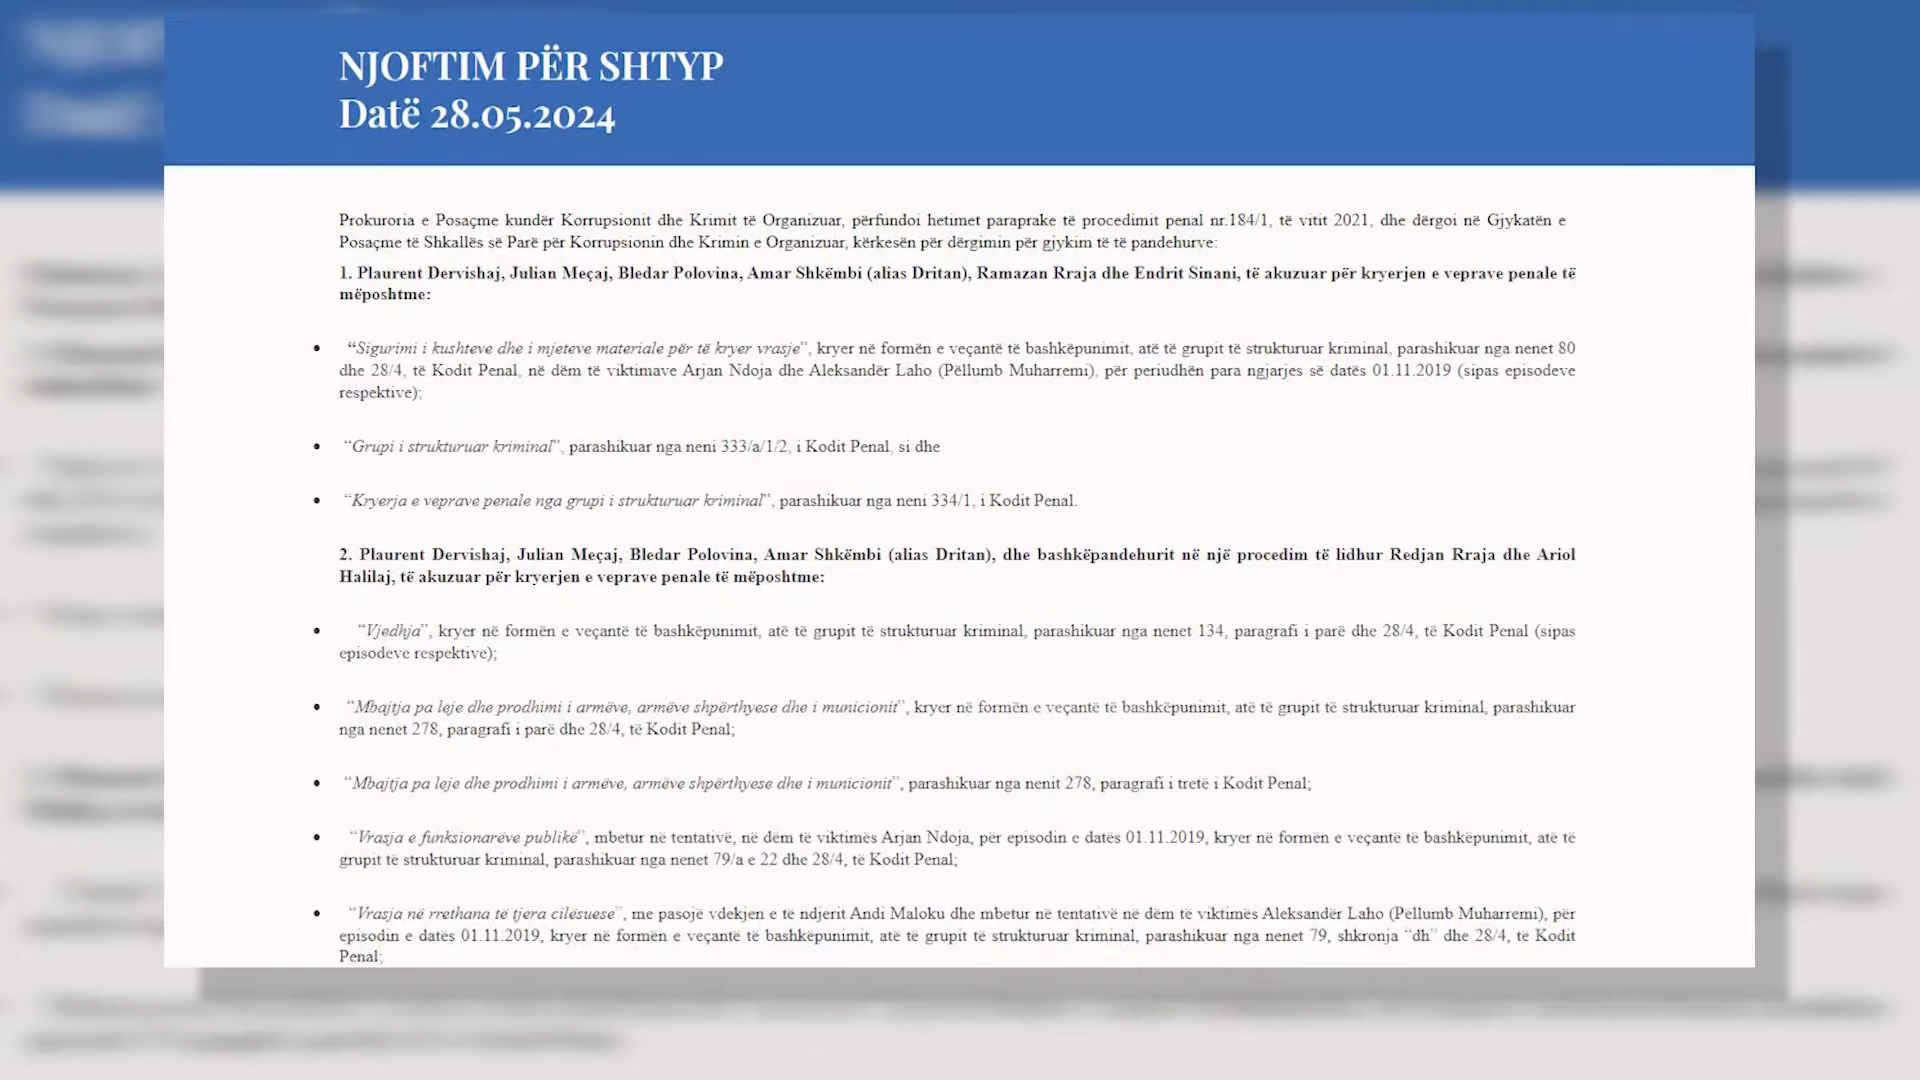 NJOFTIM PËR SHTYP
Datë 28.05.2024
Prokuroria e Posaçme kundër Korrupsionit dhe Krimit të Organizuar, përfundoi hetimet paraprake të procedimit penal nr.184/1, të vitit 2021, dhe dërgoi në Gjykatën e
Posaçme të Shkallës së Parë për Korrupsionin dhe Krimin e Organizuar, kërkesën për dërgimin për gjykim të të pandehurve:
1. Plaurent Dervishaj, Julian Meçaj, Bledar Polovina, Amar Shkëmbi (alias Dritan), Ramazan Rraja dhe Endrit Sinani, të akuzuar për kryerjen e veprave penale të
mëposhtme:
• “Sigurimi i kushteve dhe i mjeteve materiale për të kryer vrasje”, kryer në formën e veçantë të bashkëpunimit, atë të grupit të strukturuar kriminal, parashikuar nga nenet 80
dhe 28/4, të Kodit Penal, në dëm të viktimave Arjan Ndoja dhe Aleksandër Laho (Pëllumb Muharremi), për periudhën para ngjarjes së datës 01.11.2019 (sipas episodeve
respektive);
• “Grupi i strukturuar kriminal”, parashikuar nga neni 333/a/1/2, i Kodit Penal, si dhe
• “Kryerja e veprave penale nga grupi i strukturuar kriminal”, parashikuar nga neni 334/1, i Kodit Penal.
2. Plaurent Dervishaj, Julian Meçaj, Bledar Polovina, Amar Shkëmbi (alias Dritan), dhe bashkëpandehurit në një procedim të lidhur Redjan Rraja dhe Ariol
Halilaj, të akuzuar për kryerjen e veprave penale të mëposhtme:
• “Vjedhja”, kryer në formën e veçantë të bashkëpunimit, atë të grupit të strukturuar kriminal, parashikuar nga nenet 134, paragrafi i parë dhe 28/4, të Kodit Penal (sipas
episodeve respektive);
• “Mbajtja pa leje dhe prodhimi i armëve, armëve shpërthyese dhe i municionit”, kryer në formën e veçantë të bashkëpunimit, atë të grupit të strukturuar kriminal, parashikuar
nga nenet 278, paragrafi i parë dhe 28/4, të Kodit Penal;
• “Mbajtja pa leje dhe prodhimi i armëve, armëve shpërthyese dhe i municionit”, parashikuar nga nenit 278, paragrafi i tretë i Kodit Penal;
• “Vrasja e funksionarëve publikë”, mbetur në tentativë, në dëm të viktimës Arjan Ndoja, për episodin e datës 01.11.2019, kryer në formën e veçantë të bashkëpunimit, atë të
grupit të strukturuar kriminal, parashikuar nga nenet 79/a e 22 dhe 28/4, të Kodit Penal;
• “Vrasja në rrethana të tjera cilësuese”, me pasojë vdekjen e të ndjerit Andi Maloku dhe mbetur në tentativë në dëm të viktimës Aleksandër Laho (Pëllumb Muharremi), për
episodin e datës 01.11.2019, kryer në formën e veçantë të bashkëpunimit, atë të grupit të strukturuar kriminal, parashikuar nga nenet 79, shkronja “dh” dhe 28/4, të Kodit
Penal;